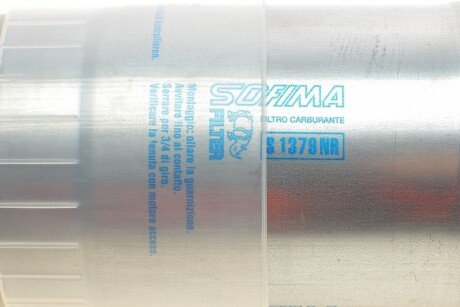 SOFIMA
FILTER
FILTRO CARBURANTE
S 1379 NR
Montaggio: oliare la guarnizione.
Avvitare fino al contatto.
Serrare per 3/4 di giro.
Verificare la tenuta con motore acceso.